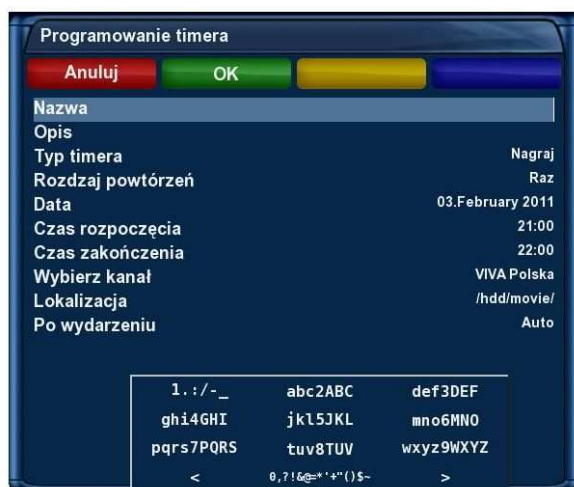 Programowanie timera
Anuluj OK
Nazwa
Opis
Typ timera Nagraj
Rozdzaj powtórzeń Raz
Data 03.February 2011
Czas rozpoczęcia 21:00
Czas zakończenia 22:00
Wybierz kanał VIVA Polska
Lokalizacja /hdd/movie/
Po wydarzeniu Auto
1.:/-_ abc2ABC def3DEF
ghi4GHI jkl5JKL mno6MNO
pqrs7PQRS tuv8TUV wxyz9WXYZ
< 0,?!&@=*'+"()$~ >